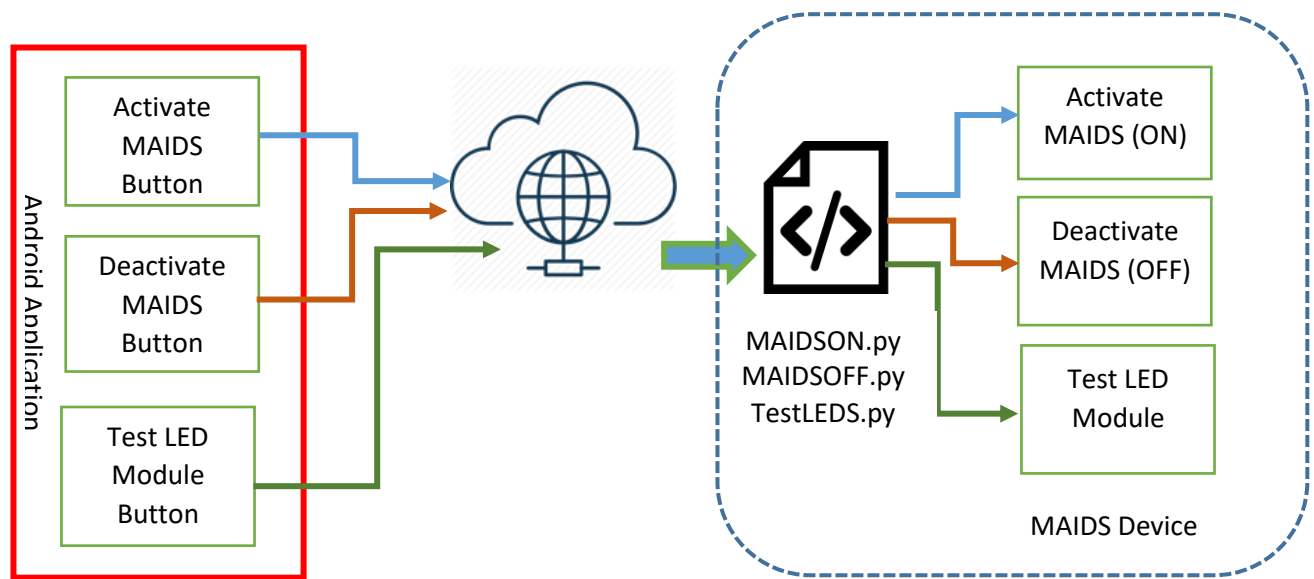 Android Application
Activate
MAIDS
Button
Deactivate
MAIDS
Button
Test LED
Module
Button
</>
MAIDSON.py
MAIDSOFF.py
TestLEDS.py
Activate
MAIDS (ON)
Deactivate
MAIDS (OFF)
Test LED
Module
MAIDS Device